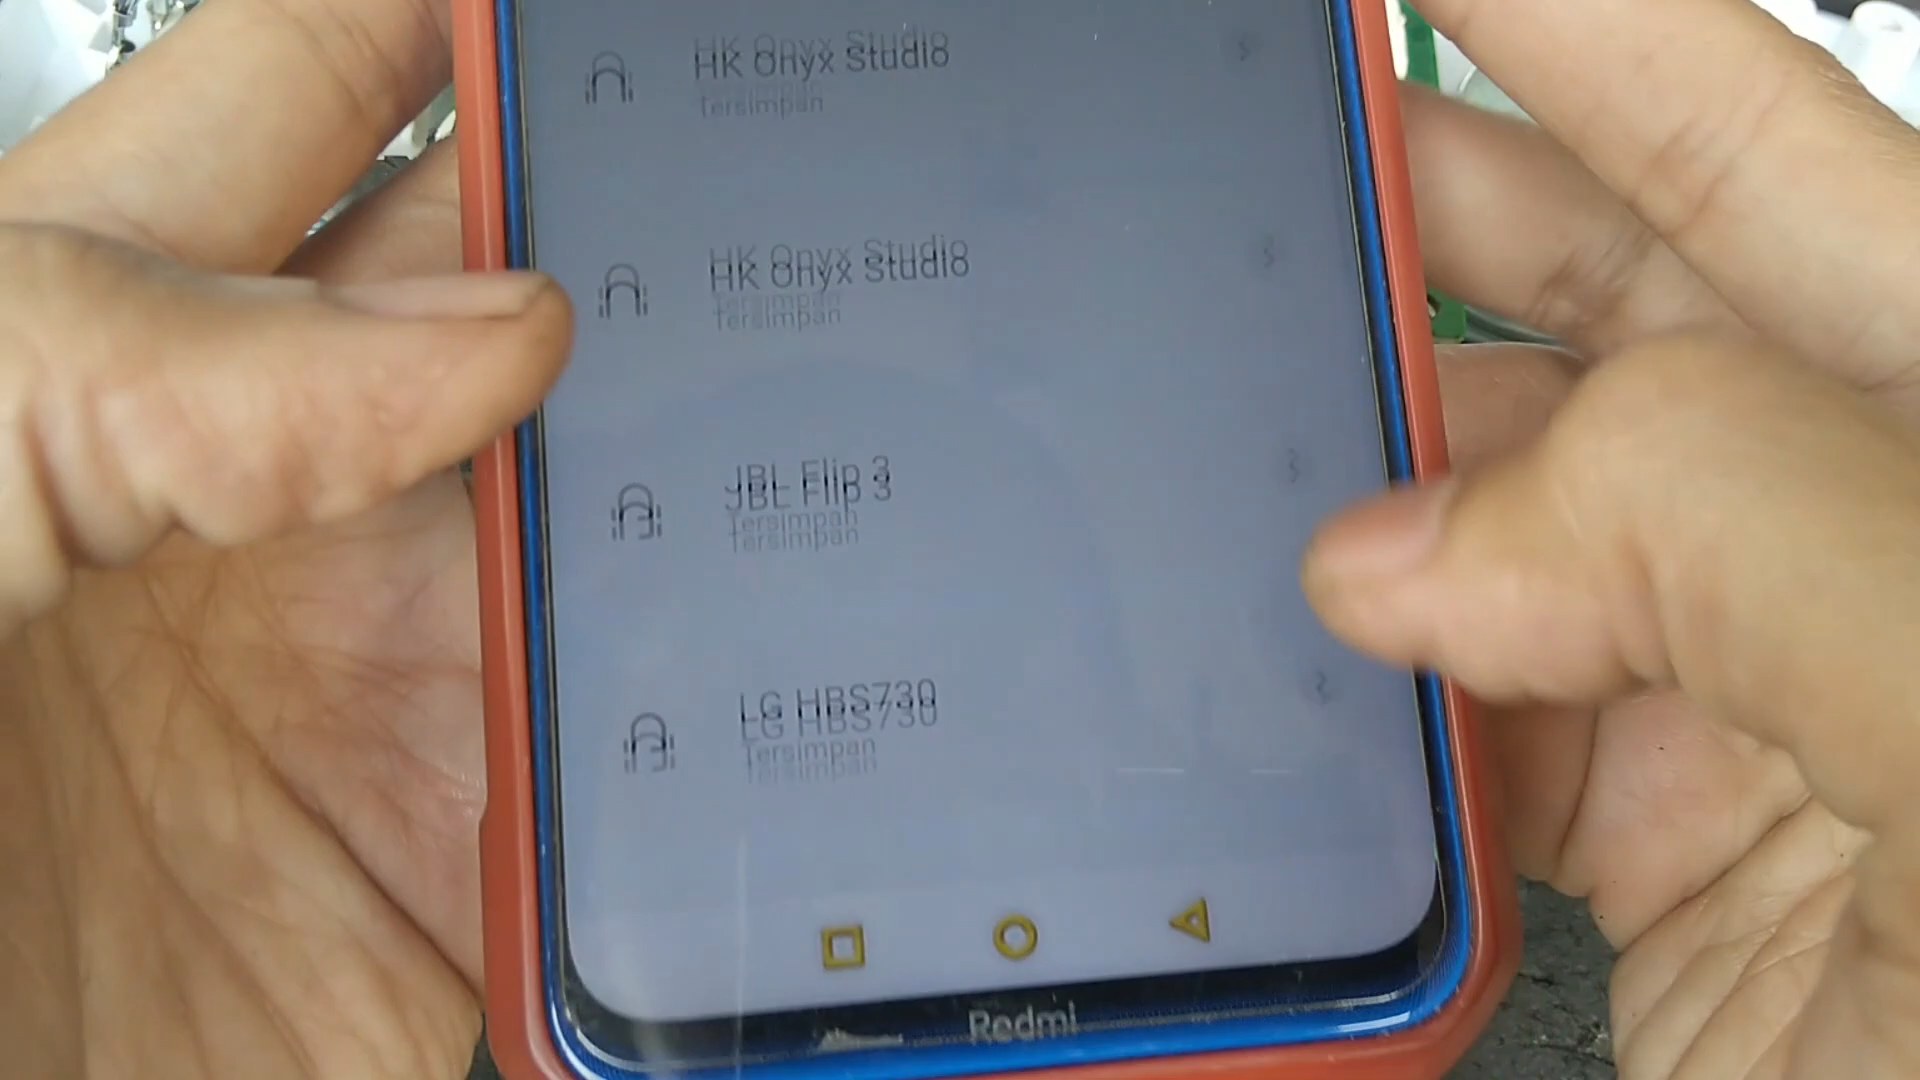 HK Onyx Studio
Tersimpan
HK Onyx Studio
Tersimpan
JBL Flip 3
Tersimpan
LG HBS730
Tersimpan
Redmi